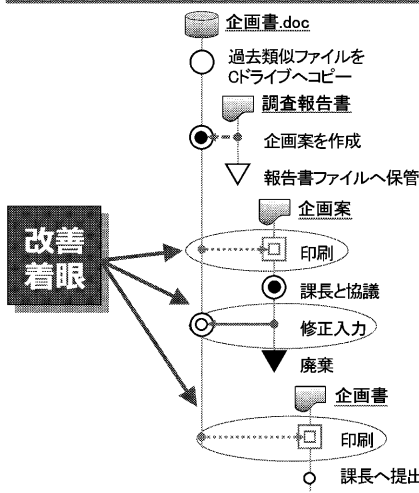 企画書.doc
過去類似ファイルを
Cドライブへコピー
調査報告書
企画案を作成
報告書ファイルへ保管
企画案
改善
着眼
印刷
課長と協議
修正入力
廃棄
企画書
印刷
課長へ提出